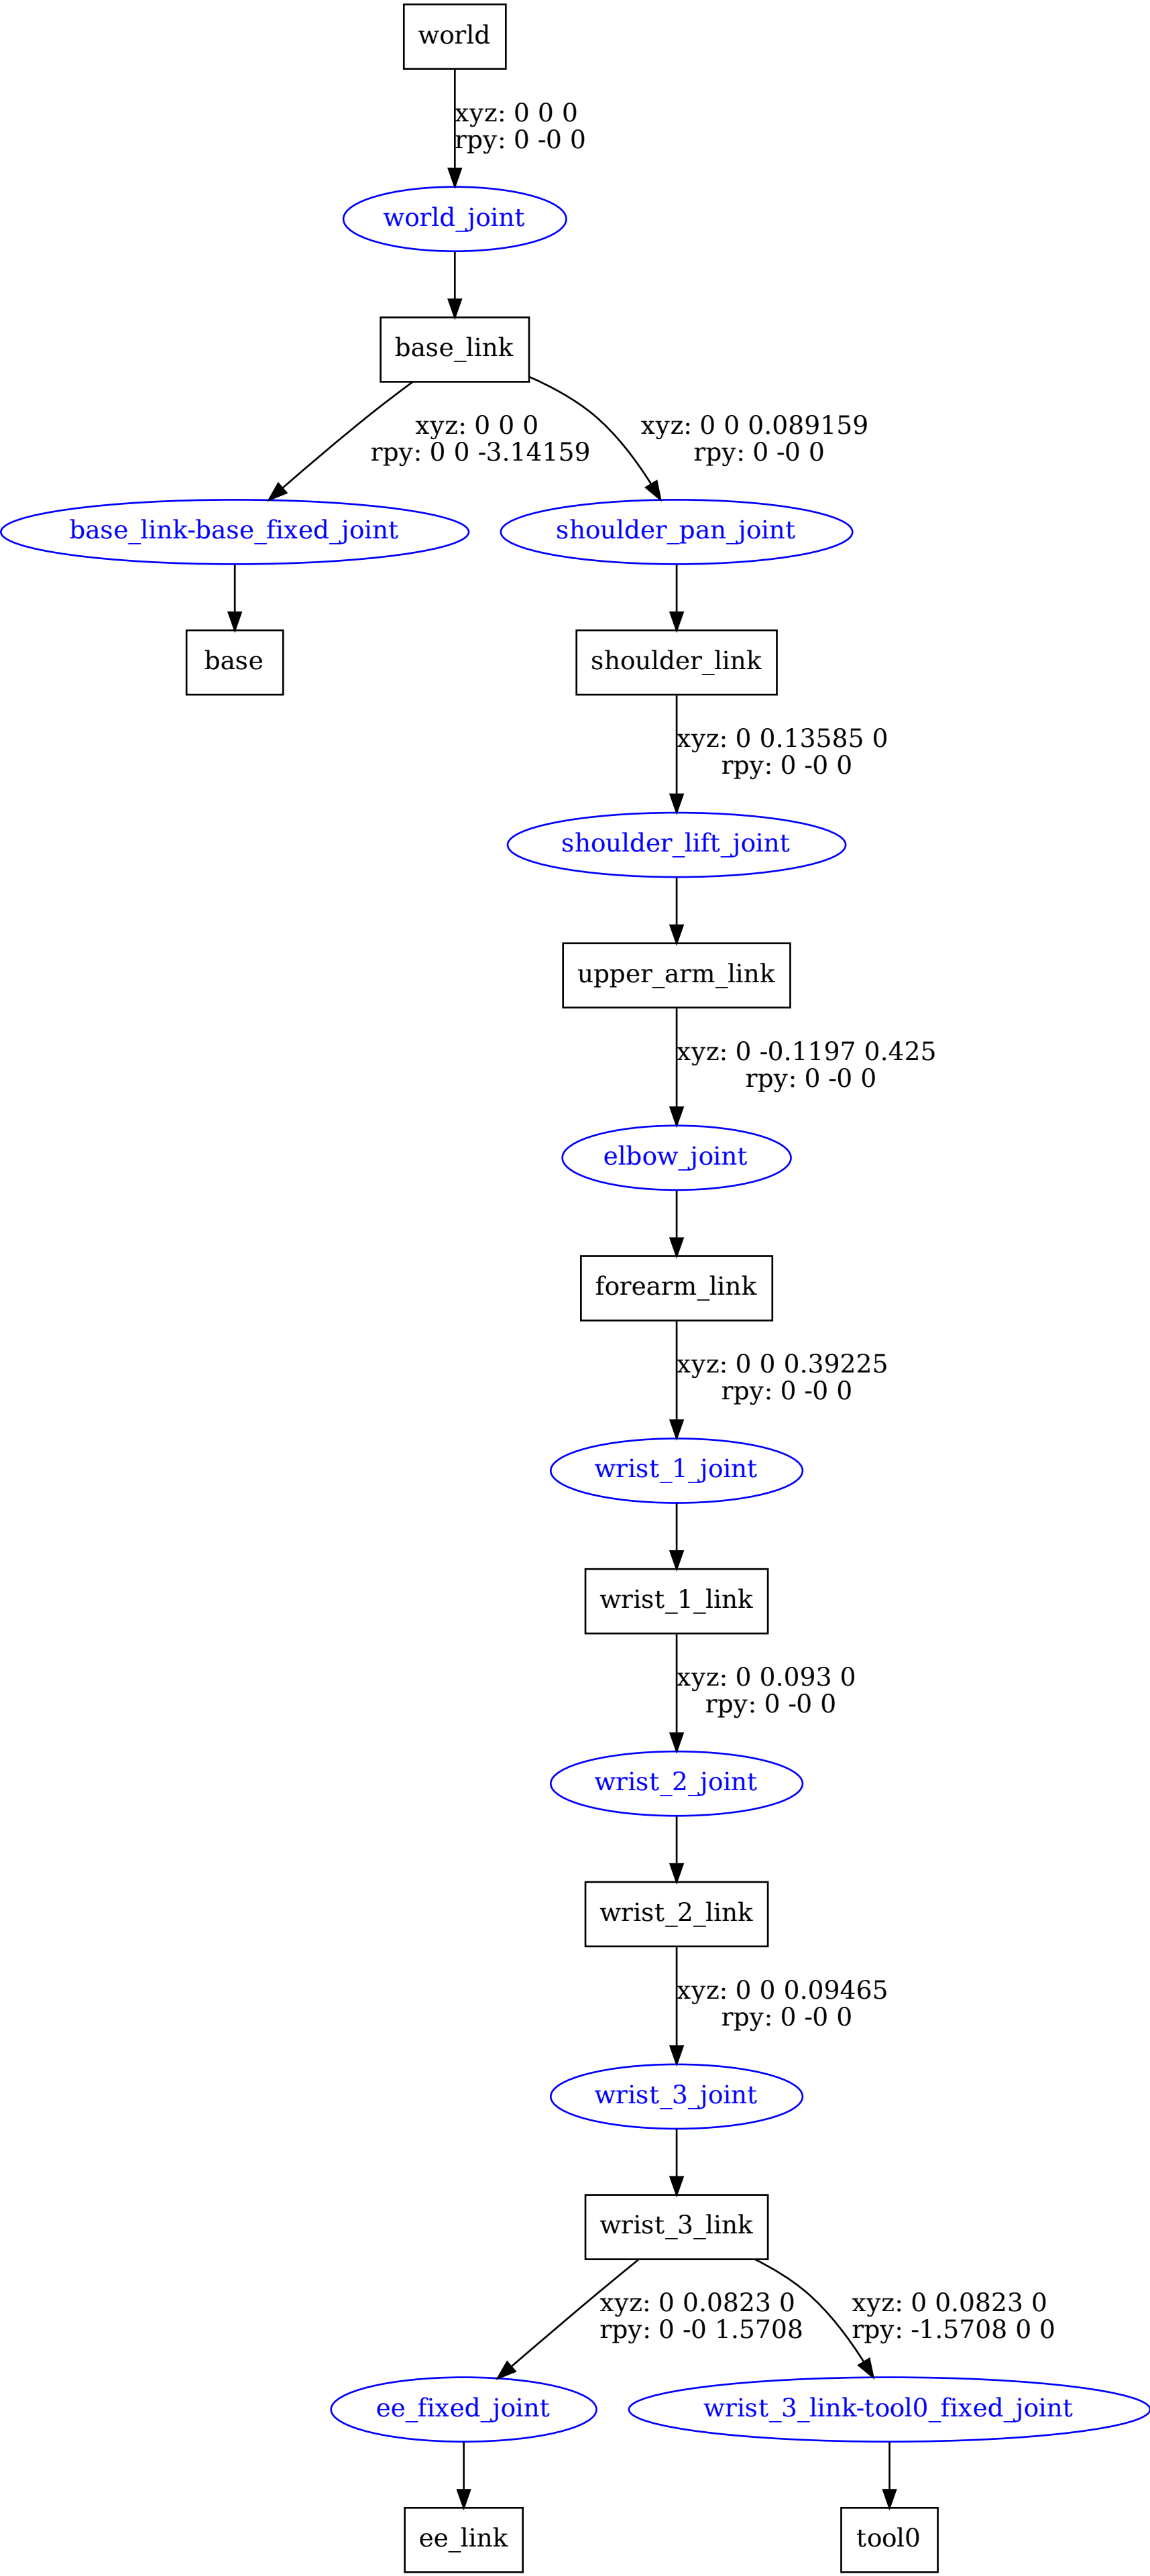 world
xyz: 0 0 0
rpy: 0 -0 0
world_joint
base_link
xyz: 0 0 0
rpy: 0 0 -3.14159
xyz: 0 0 0.089159
rpy: 0 -0 0
base_link-base_fixed_joint
shoulder_pan_joint
base
shoulder_link
xyz: 0 0.13585 0
rpy: 0 -0 0
shoulder_lift_joint
upper_arm_link
xyz: 0 -0.1197 0.425
rpy: 0 -0 0
elbow_joint
forearm_link
xyz: 0 0 0.39225
rpy: 0 -0 0
wrist_1_joint
wrist_1_link
xyz: 0 0.093 0
rpy: 0 -0 0
wrist_2_joint
wrist_2_link
xyz: 0 0 0.09465
rpy: 0 -0 0
wrist_3_joint
wrist_3_link
xyz: 0 0.0823 0
rpy: 0 -0 1.5708
xyz: 0 0.0823 0
rpy: -1.5708 0 0
ee_fixed_joint
wrist_3_link-tool0_fixed_joint
ee_link
tool0